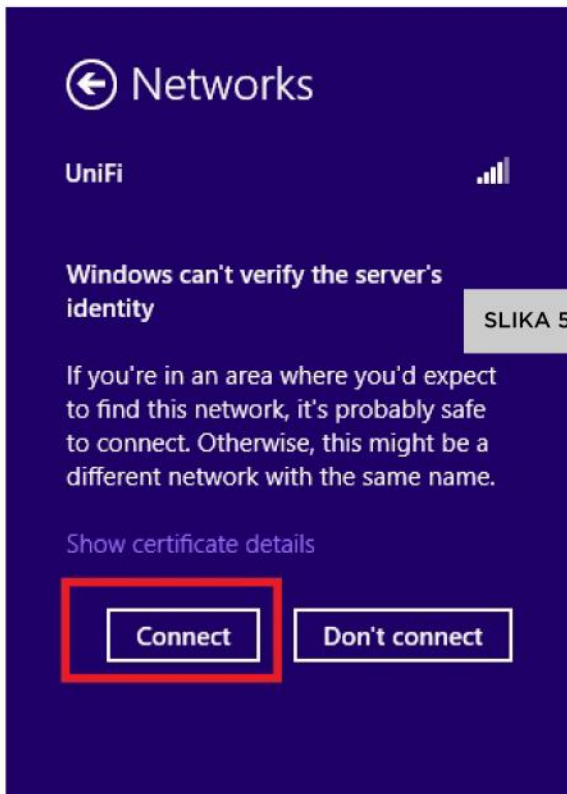 Networks
UniFi
Windows can't verify the server's
identity
SLIKA 5
If you're in an area where you'd expect
to find this network, it's probably safe
to connect. Otherwise, this might be a
different network with the same name.
Show certificate details
Connect
Don't connect